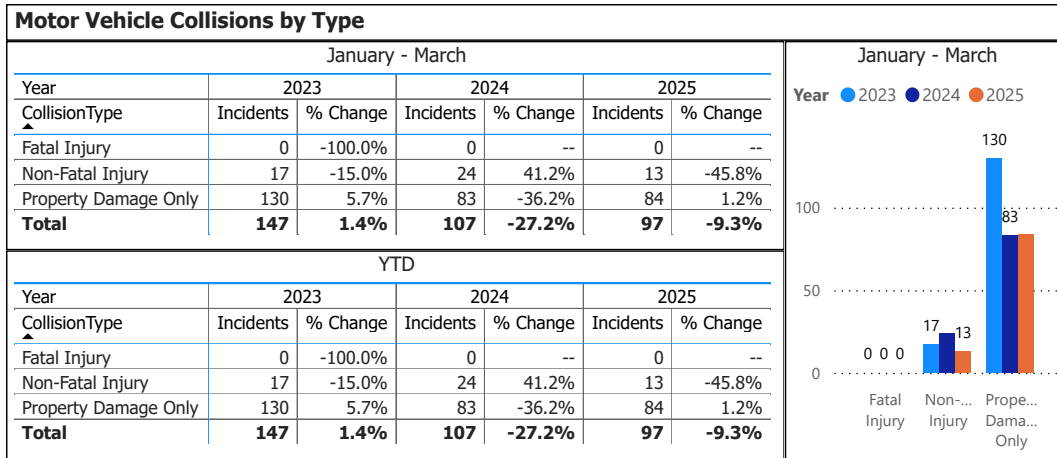 Motor Vehicle Collisions by Type
January - March
Year 2023 2024 2025
CollisionType Incidents % Change Incidents % Change Incidents % Change
Fatal Injury 0 -100.0% 0 -- 0 --
Non-Fatal Injury 17 -15.0% 24 41.2% 13 -45.8%
Property Damage Only 130 5.7% 83 -36.2% 84 1.2%
Total 147 1.4% 107 -27.2% 97 -9.3%
YTD
Year 2023 2024 2025
CollisionType Incidents % Change Incidents % Change Incidents % Change
Fatal Injury 0 -100.0% 0 -- 0 --
Non-Fatal Injury 17 -15.0% 24 41.2% 13 -45.8%
Property Damage Only 130 5.7% 83 -36.2% 84 1.2%
Total 147 1.4% 107 -27.2% 97 -9.3%
January - March
Year 2023 2024 2025
130
100
83
50
17 13
0 0 0
0
Fatal Non-... Prope...
Injury Injury Dama...
Only